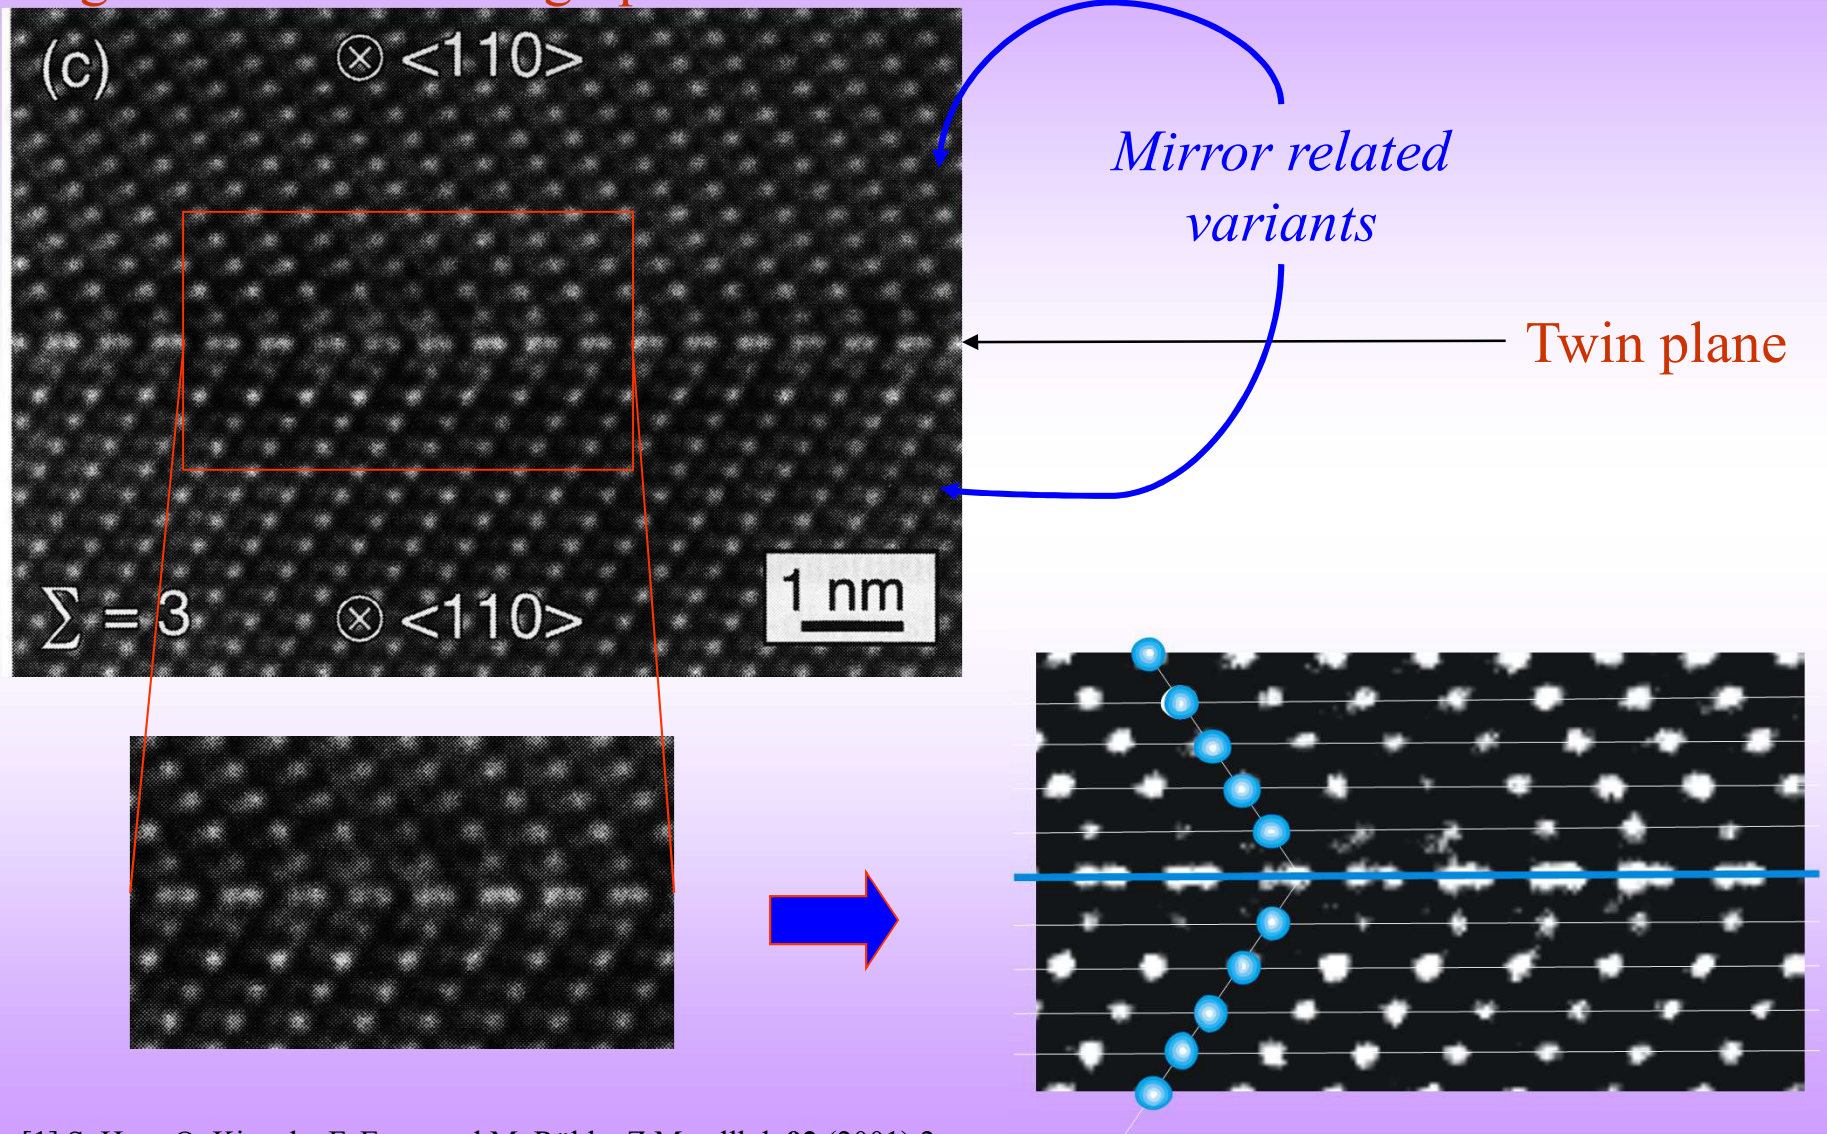 (c)
⊗ <110>
Mirror related
variants
Twin plane
∑ = 3
⊗ <110>
1 nm